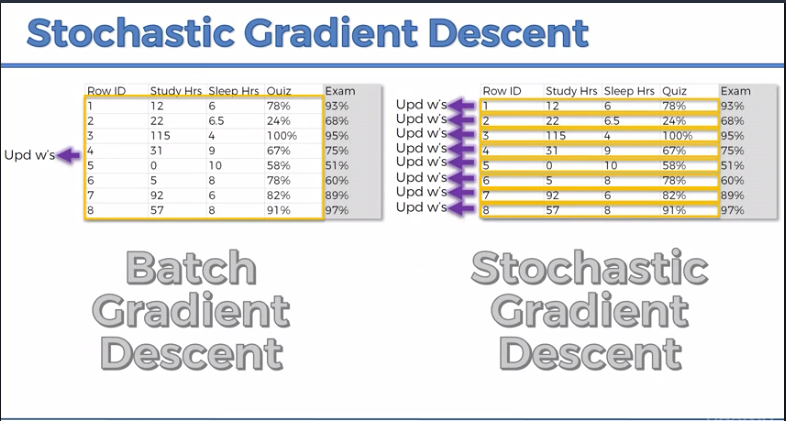 Stochastic Gradient Descent
Row ID Study Hrs Sleep Hrs Quiz Exam
1 12 6 78% 93%
2 22 6.5 24% 68%
3 115 4 100% 95%
4 31 9 67% 75%
5 0 10 58% 51%
6 5 8 78% 60%
7 92 6 82% 89%
8 57 8 91% 97%
Upd w's
Batch
Gradient
Descent
Row ID Study Hrs Sleep Hrs Quiz Exam
Upd w's 1 12 6 78% 93%
Upd w's 2 22 6.5 24% 68%
Upd w's 3 115 4 100% 95%
Upd w's 4 31 9 67% 75%
Upd w's 5 0 10 58% 51%
Upd w's 6 5 8 78% 60%
Upd w's 7 92 6 82% 89%
Upd w's 8 57 8 91% 97%
Stochastic
Gradient
Descent